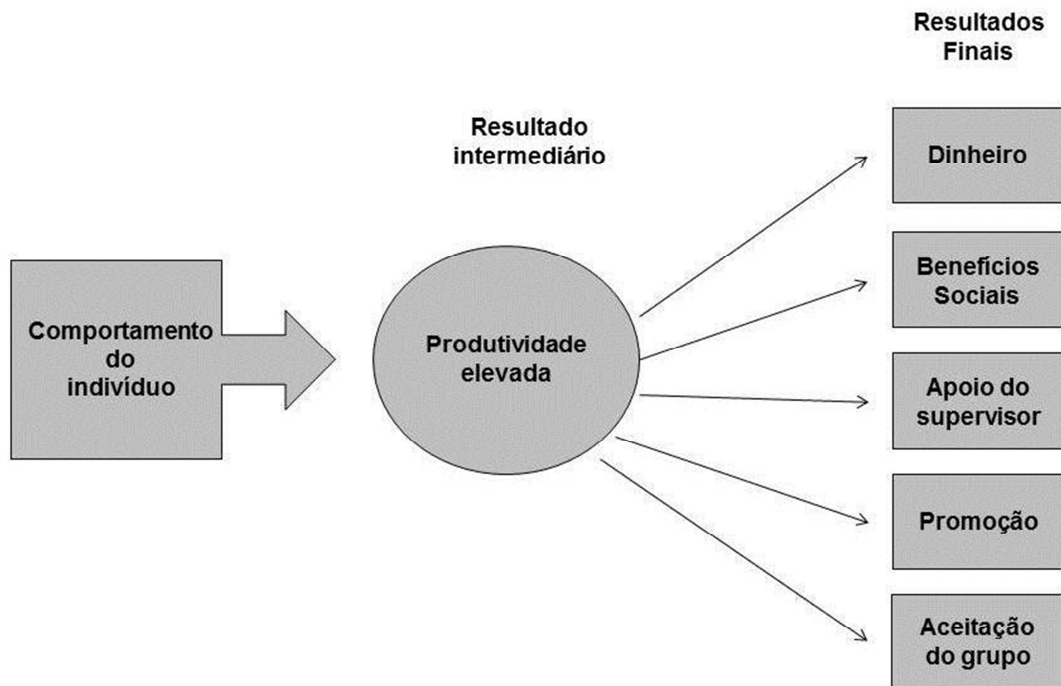 Resultados
Finais
Resultado
intermediário
Dinheiro
Benefícios
Sociais
Comportamento
do
indivíduo
Produtividade
elevada
Apoio do
supervisor
Promoção
Aceitação
do grupo